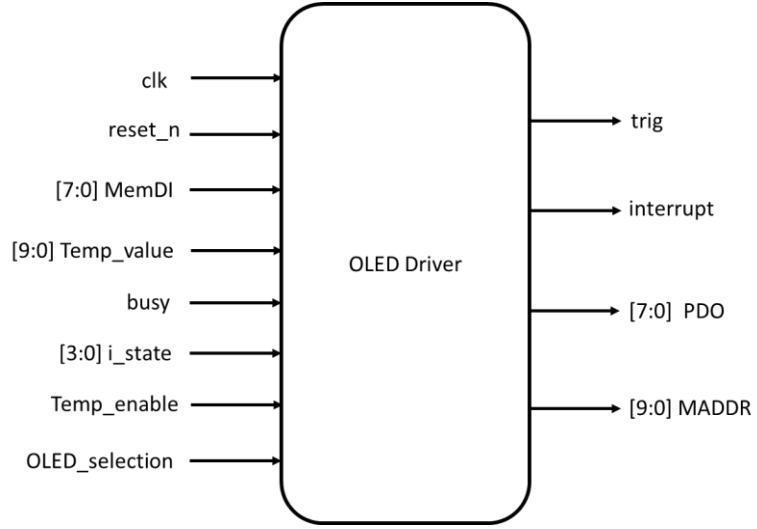 clk
reset_n
[7:0] MemDI
[9:0] Temp_value
busy
[3:0] i_state
Temp_enable
OLED_selection
OLED Driver
trig
interrupt
[7:0] PDO
[9:0] MADDR